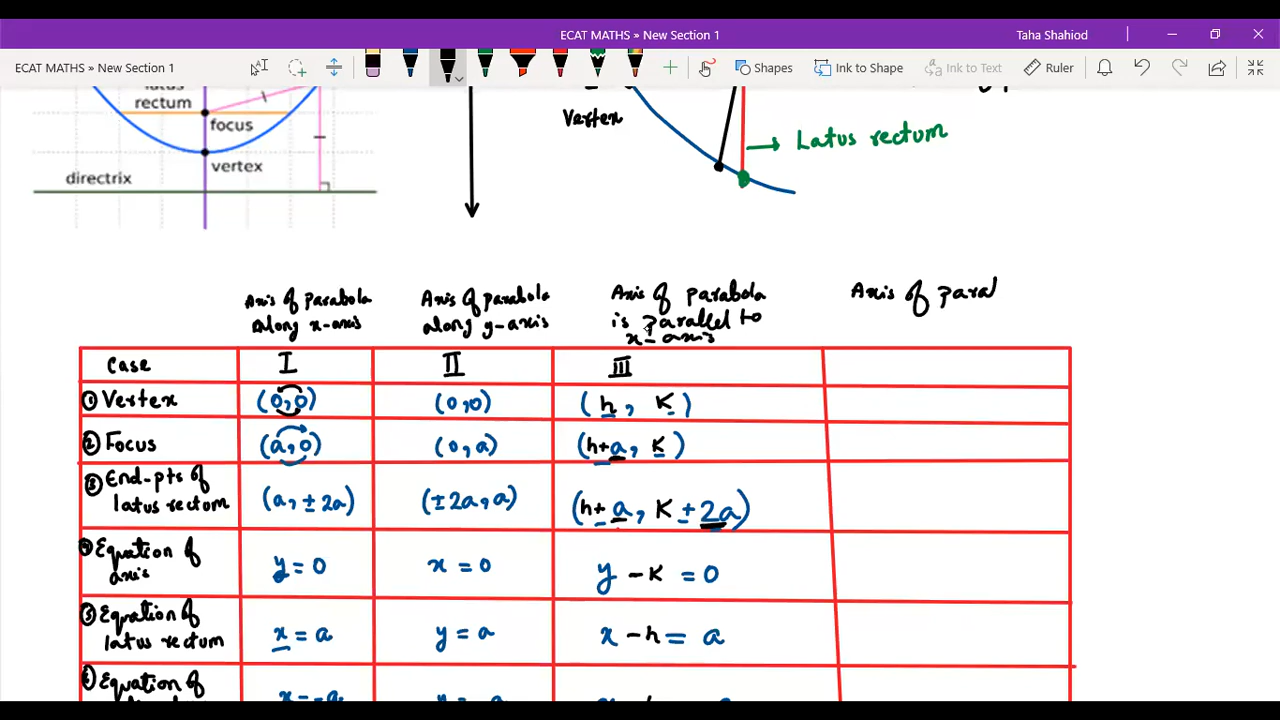 ECAT MATHS » New Section 1
Taha Shahiod
ECAT MATHS » New Section 1
Shapes
Ink to Shape
Ink to Text
Ruler
latus
rectum
focus
vertex
directrix
Vertex
Latus rectum
Axis of parabola
along x-axis
Axis of parabola
along y-axis
Axis of parabola
is parallel to
x-axis
Axis of paral
Case I II III
① Vertex (0,0) (0,0) (h, K)
② Focus (a,0) (0,a) (h+a, K)
③ End-pts of
latus rectum (a, ±2a) (±2a, a) (h+a, K±2a)
④ Equation of
axis y=0 x=0 y-K=0
⑤ Equation of
latus rectum x=a y=a x-h=a
⑥ Equation of